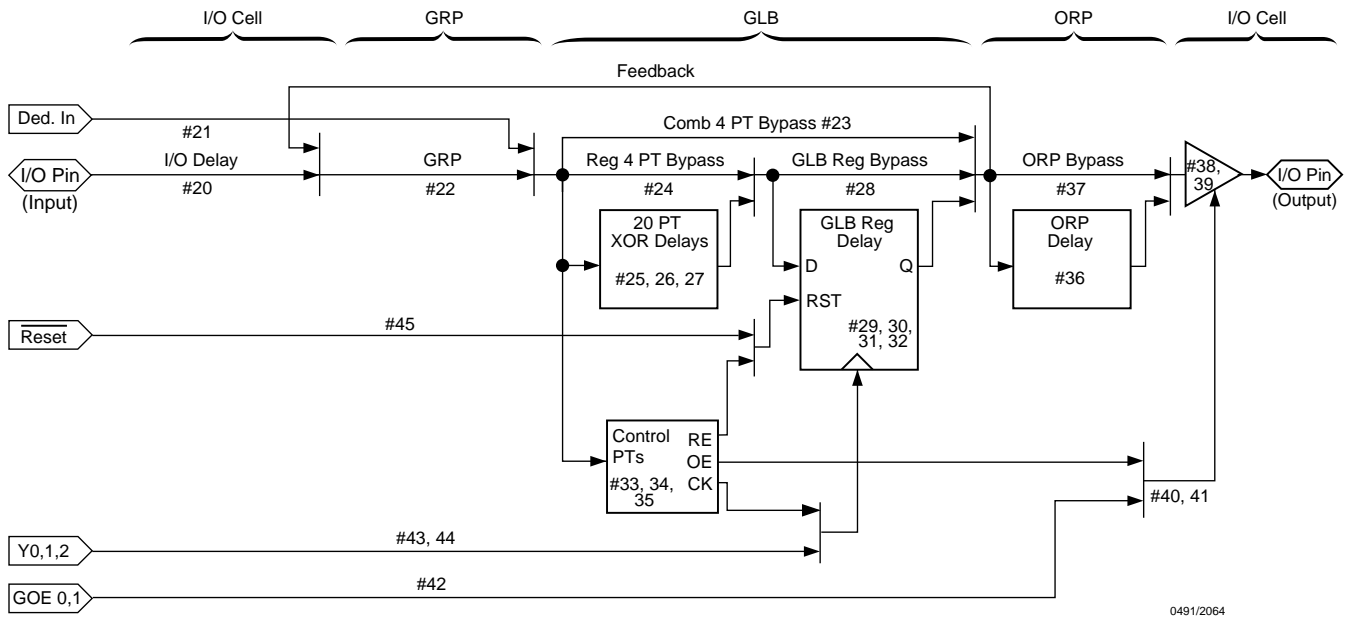 I/O Cell
GRP
GLB
ORP
I/O Cell
Feedback
Ded. In
#21
Comb 4 PT Bypass #23
I/O Pin
(Input)
I/O Delay
#20
GRP
#22
Reg 4 PT Bypass
#24
GLB Reg Bypass
#28
ORP Bypass
#37
#38,
39
I/O Pin
(Output)
20 PT
XOR Delays
#25, 26, 27
GLB Reg
Delay
D
Q
RST
#29, 30,
31, 32
ORP
Delay
#36
Reset
#45
Control
PTs
#33, 34,
35
RE
OE
CK
#40, 41
Y0,1,2
#43, 44
GOE 0,1
#42
0491/2064